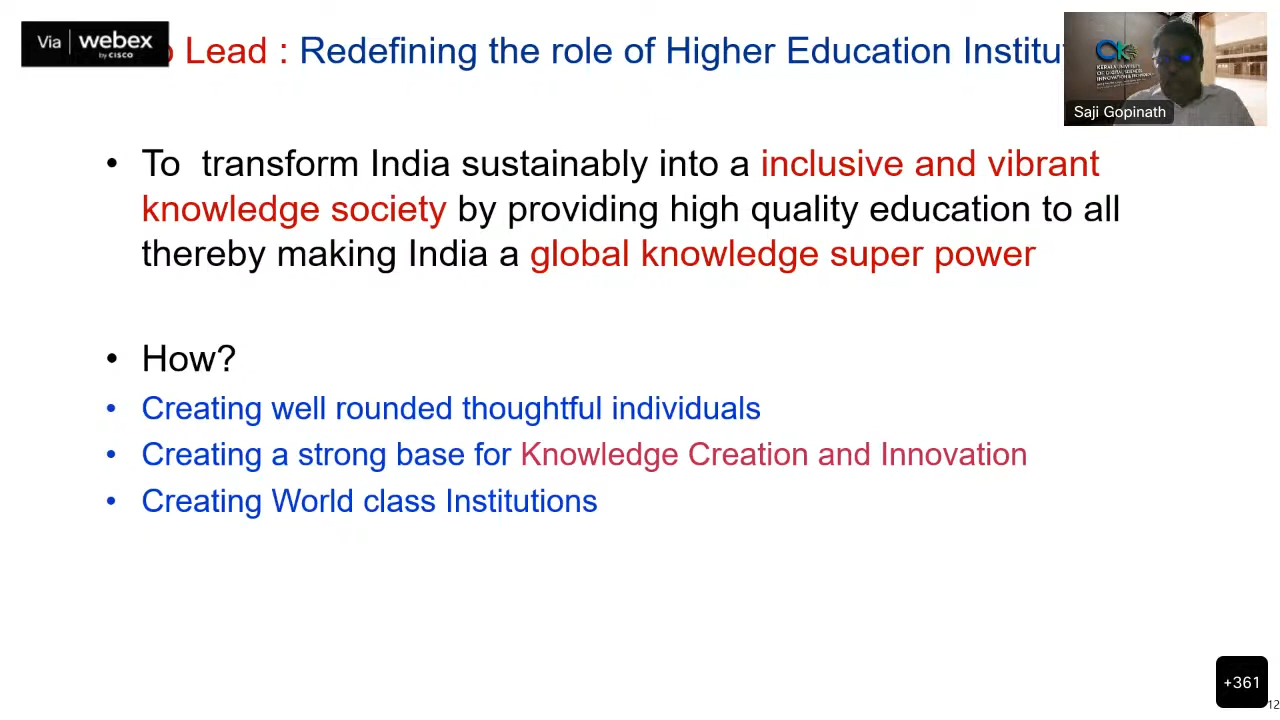 Via webex
by CISCO
Lead : Redefining the role of Higher Education
Saji Gopinath
• To transform India sustainably into a inclusive and vibrant
knowledge society by providing high quality education to all
thereby making India a global knowledge super power
• How?
• Creating well rounded thoughtful individuals
• Creating a strong base for Knowledge Creation and Innovation
• Creating World class Institutions
+361
12